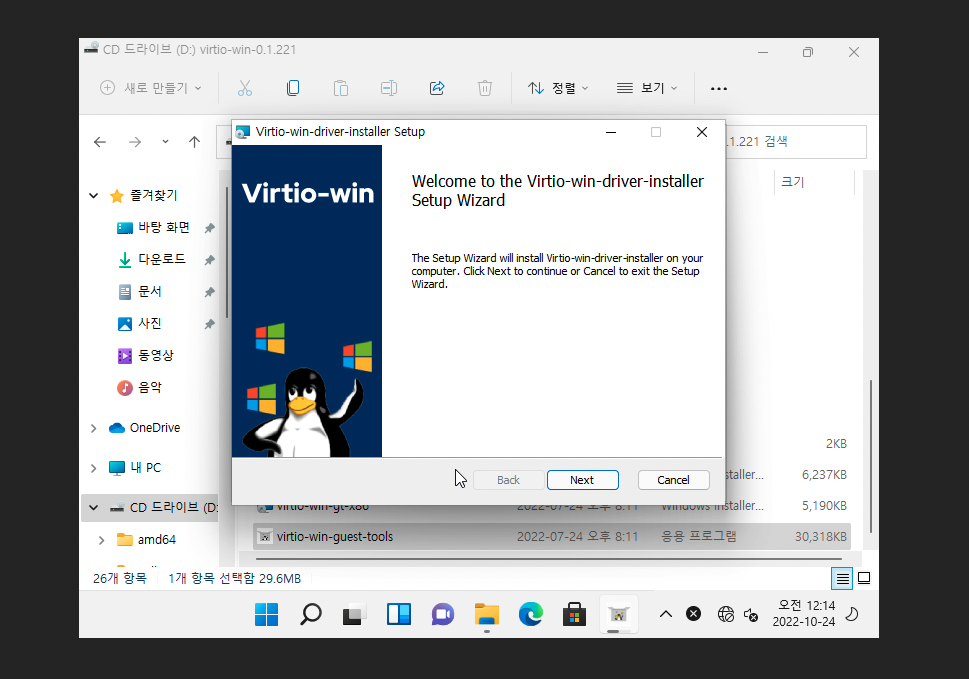 CD 드라이브 (D:) virtio-win-0.1.221
새로 만들기
정렬
보기
Virtio-win-driver-installer Setup
.1.221 검색
Virtio-win
Welcome to the Virtio-win-driver-installer
Setup Wizard
The Setup Wizard will install Virtio-win-driver-installer on your
computer. Click Next to continue or Cancel to exit the Setup
Wizard.
Back
Next
Cancel
크기
즐겨찾기
바탕 화면
다운로드
문서
사진
동영상
음악
OneDrive
내 PC
2KB
6,237KB
CD 드라이브 (D:
virtio-win-gt-x86
2022-07-24 오후 8:11
Windows Installer...
5,190KB
amd64
virtio-win-guest-tools
2022-07-24 오후 8:11
응용 프로그램
30,318KB
26개 항목
1개 항목 선택함 29.6MB
오전 12:14
2022-10-24